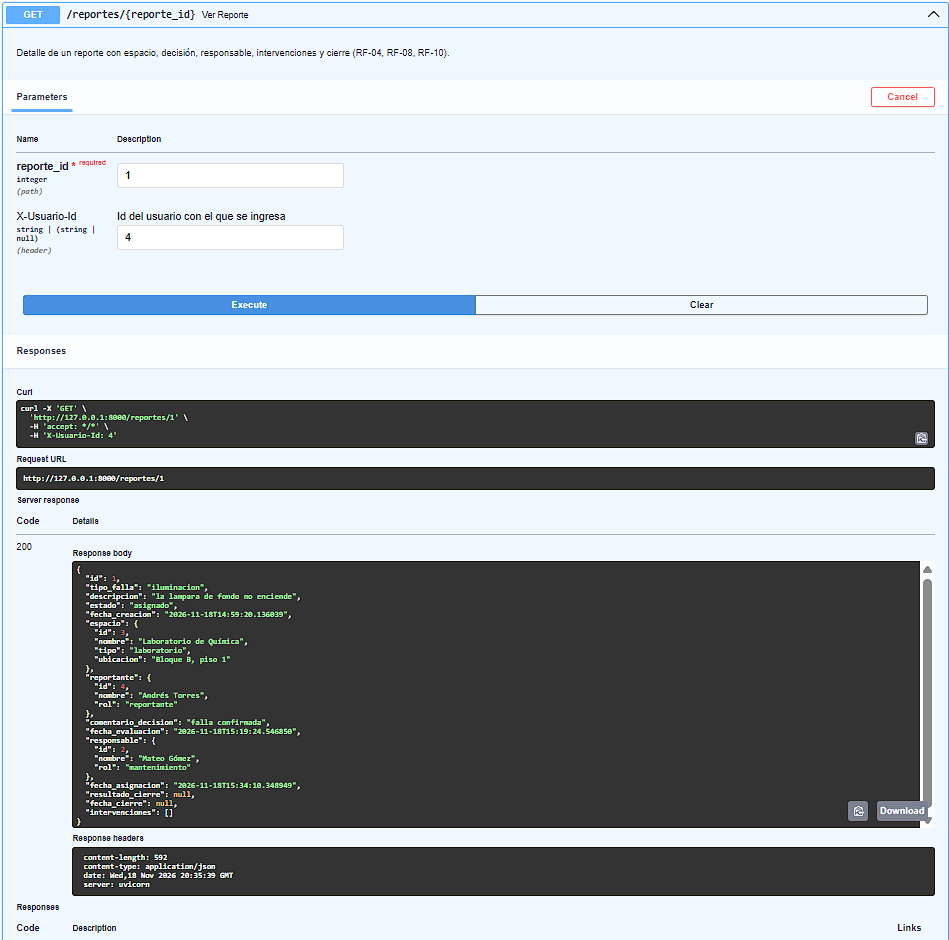 GET /reportes/{reporte_id} Ver Reporte
Detalle de un reporte con espacio, decisión, responsable, intervenciones y cierre (RF-04, RF-08, RF-10).
Parameters
Cancel
Name Description
reporte_id * required
integer
(path)
1
X-Usuario-Id
string | (string |
null)
(header)
Id del usuario con el que se ingresa
4
Execute Clear
Responses
Curl
curl -X 'GET' \
'http://127.0.0.1:8000/reportes/1' \
-H 'accept: */*' \
-H 'X-Usuario-Id: 4'
Request URL
http://127.0.0.1:8000/reportes/1
Server response
Code Details
200
Response body
{
"id": 1,
"tipo_falla": "iluminacion",
"descripcion": "la lampara de fondo no enciende",
"estado": "asignado",
"fecha_creacion": "2026-11-18T14:59:20.136039",
"espacio": {
"id": 3,
"nombre": "Laboratorio de Química",
"tipo": "laboratorio",
"ubicacion": "Bloque B, piso 1"
},
"reportante": {
"id": 4,
"nombre": "Andrés Torres",
"rol": "reportante"
},
"comentario_decision": "falla confirmada",
"fecha_evaluacion": "2026-11-18T15:19:24.546850",
"responsable": {
"id": 2,
"nombre": "Mateo Gómez",
"rol": "mantenimiento"
},
"fecha_asignacion": "2026-11-18T15:34:10.348949",
"resultado_cierre": null,
"fecha_cierre": null,
"intervenciones": []
}
Download
Response headers
content-length: 592
content-type: application/json
date: Wed,18 Nov 2026 20:35:39 GMT
server: uvicorn
Responses
Code Description Links